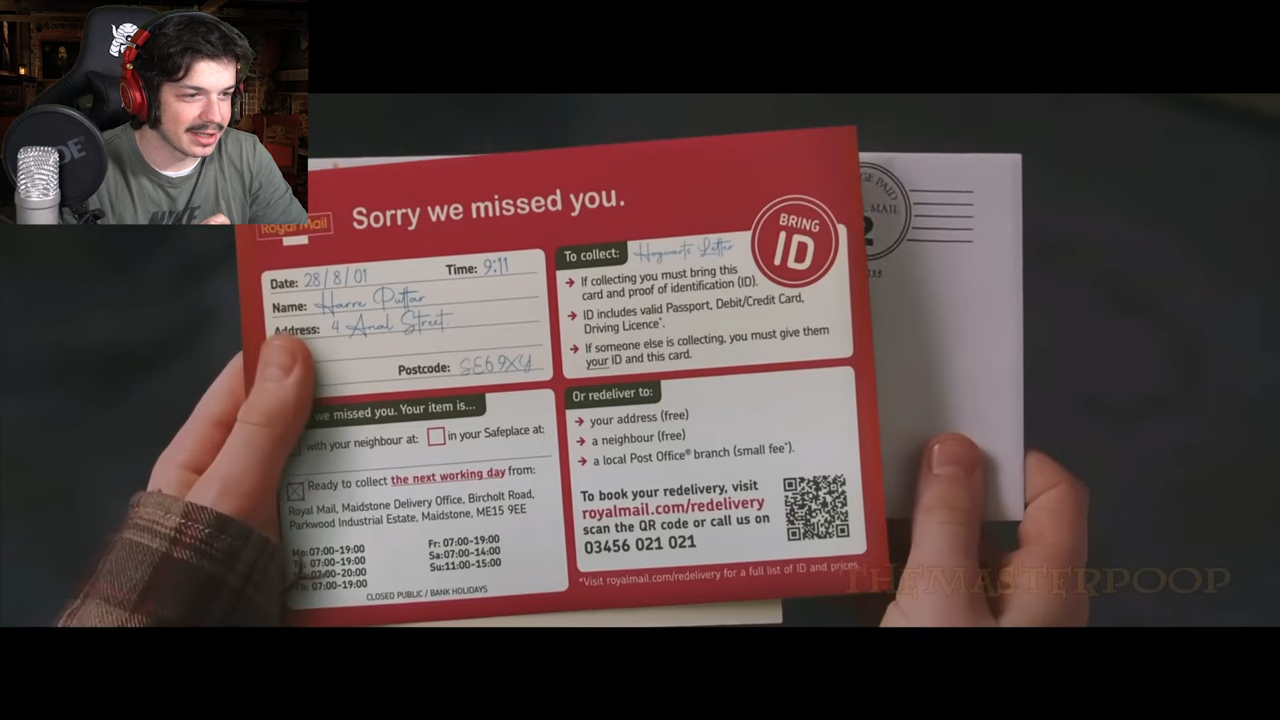 Royal Mail
Sorry we missed you.
BRING
ID
Date: 28/8/01
Time: 9:11
Name: Harre Puttar
Address: 4 Anal Street.
Postcode: SE69XY
we missed you. Your item is...
with your neighbour at:
in your Safeplace at:
Ready to collect the next working day from:
Royal Mail, Maidstone Delivery Office, Bircholt Road,
Parkwood Industrial Estate, Maidstone, ME15 9EE
Mo: 07:00-19:00
07:00-19:00
07:00-20:00
Th: 07:00-19:00
Fr: 07:00-19:00
Sa: 07:00-14:00
Su: 11:00-15:00
CLOSED PUBLIC / BANK HOLIDAYS
To collect: Hogwarts Letter
→ If collecting you must bring this
card and proof of identification (ID).
→ ID includes valid Passport, Debit/Credit Card,
Driving Licence*.
→ If someone else is collecting, you must give them
your ID and this card.
Or redeliver to:
→ your address (free)
→ a neighbour (free)
→ a local Post Office® branch (small fee*).
To book your redelivery, visit
royalmail.com/redelivery
scan the QR code or call us on
03456 021 021
*Visit royalmail.com/redelivery for a full list of ID and prices.
PAID
MAIL
2
THEMASTERPOOP
NIKE